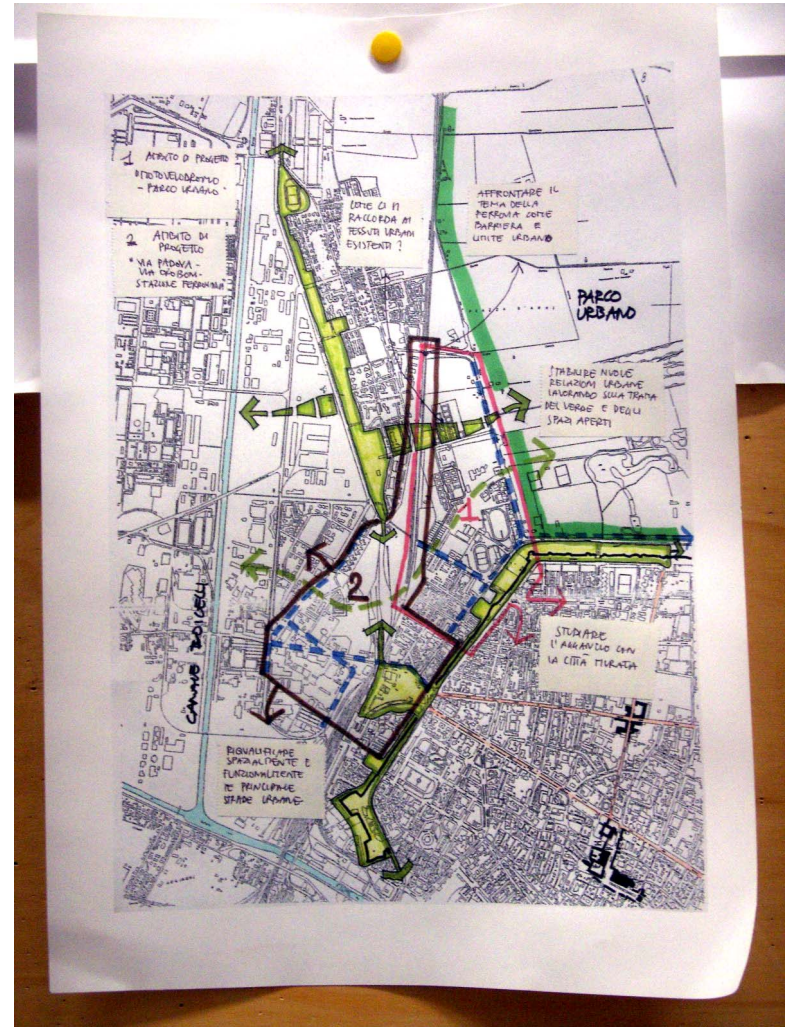 1 AMBITO DI PROGETTO
"MOTOVELODROMO
- PARCO URBANO"
2 AMBITO DI
PROGETTO
"VIA PADOVA -
VIA
STAZIONE FERROVIARIA"
COME CI SI
RACCORDA AI
TESSUTI URBANI
ESISTENTI?
AFFRONTARE IL
TEMA DELLA
FERROVIA COME
BARRIERA E
LIMITE URBANO
PARCO
URBANO
STABILIRE NUOVE
RELAZIONI URBANE
LAVORANDO SULLA TRAMA
DEL VERDE E DEGLI
SPAZI APERTI
1
2
CANALE BOICELLI
STUDIARE
L'AGGANCIO CON
LA CITTÀ MURATA
RIQUALIFICARE
SPAZIALMENTE E
FUNZIONALMENTE
LE PRINCIPALI
STRADE URBANE